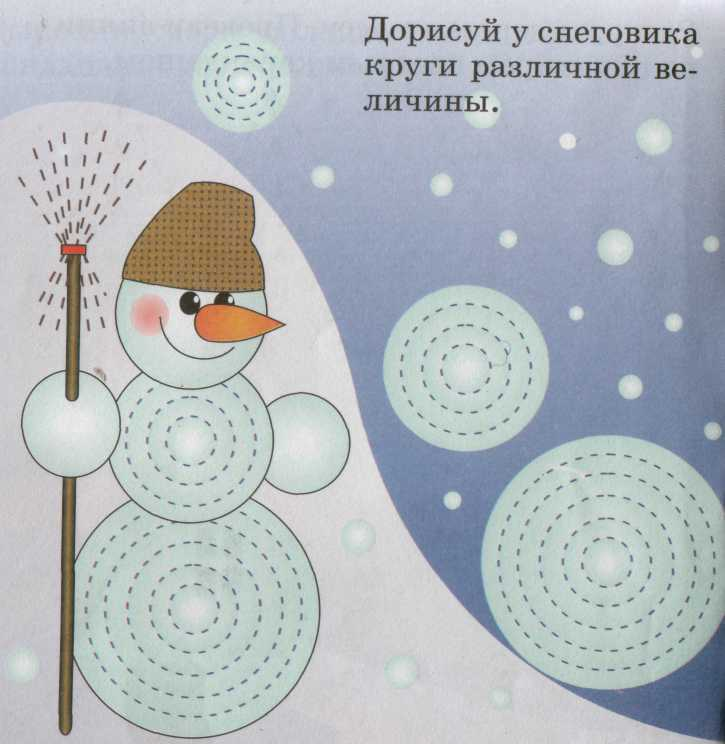 Дорисуй у снеговика
круги различной ве-
личины.